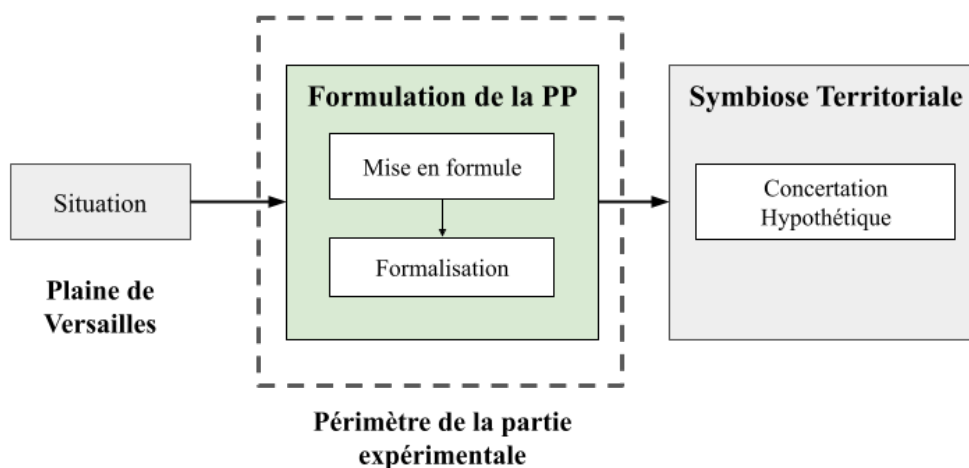 Situation
Plaine de
Versailles
Formulation de la PP
Mise en formule
Formalisation
Périmètre de la partie
expérimentale
Symbiose Territoriale
Concertation
Hypothétique